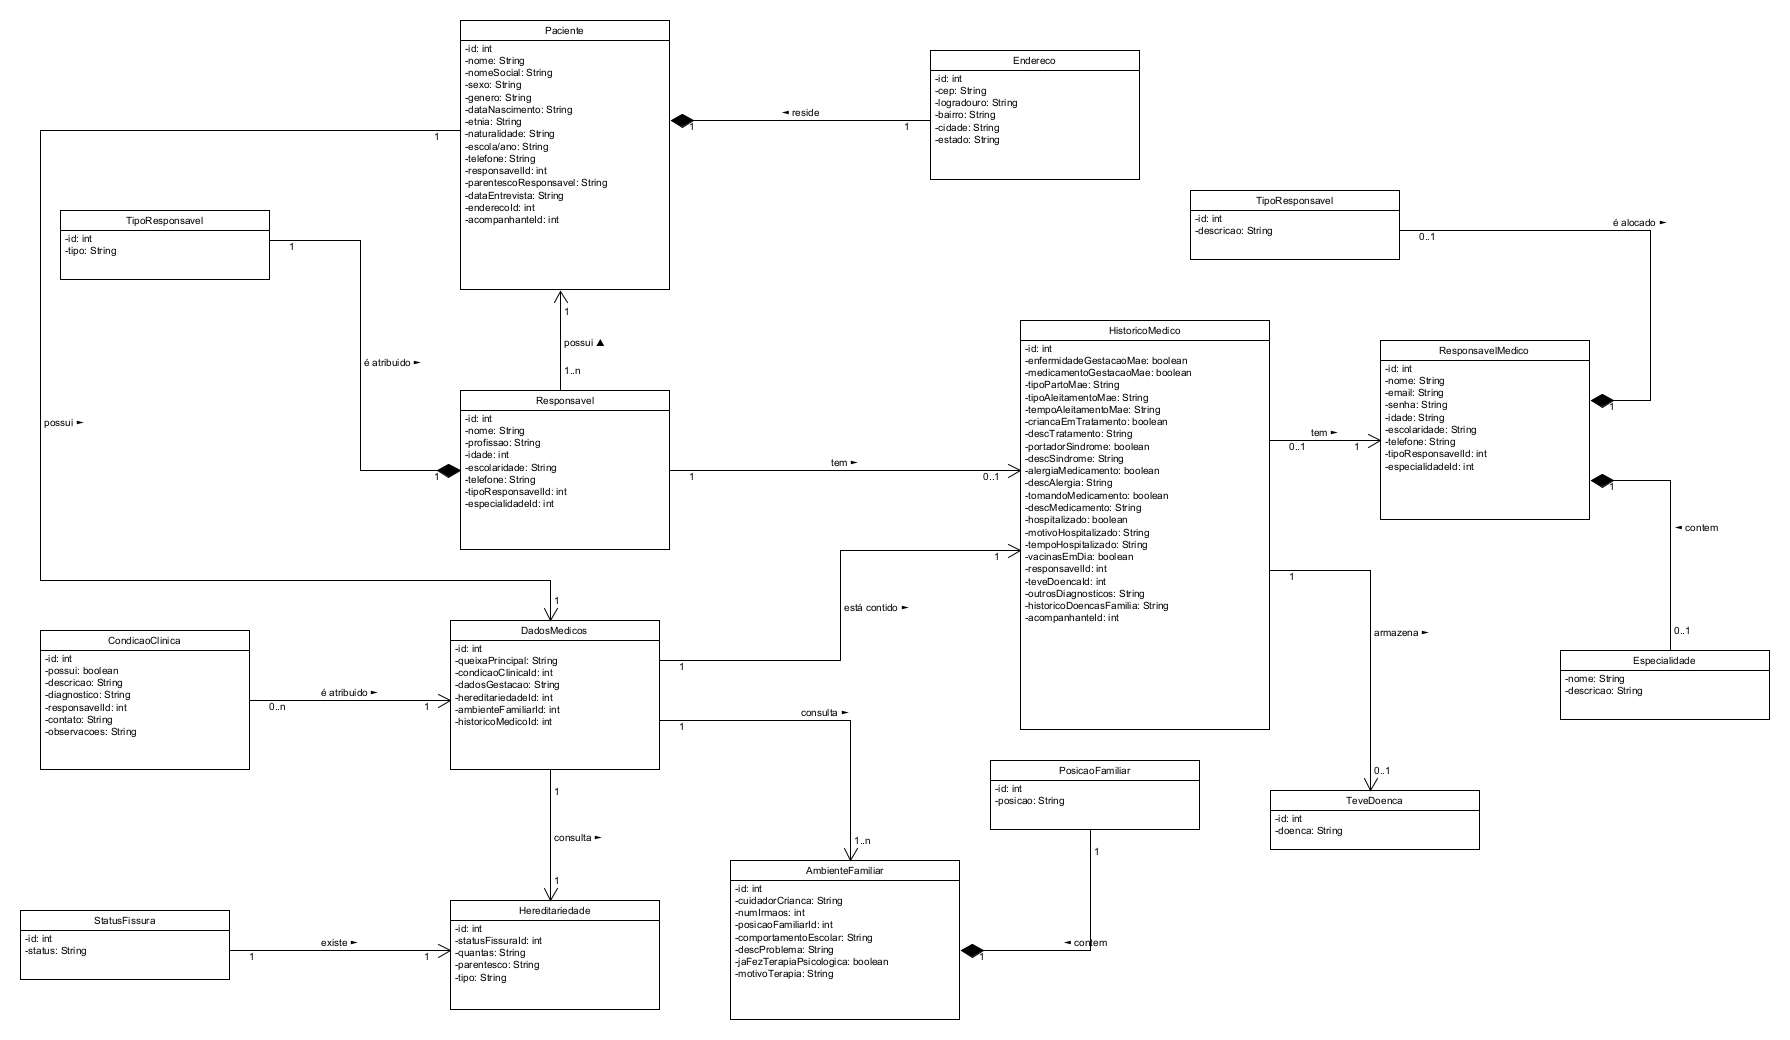 Paciente
-id: int
-nome: String
-nomeSocial: String
-sexo: String
-genero: String
-dataNascimento: String
-etnia: String
-naturalidade: String
-escola/ano: String
-telefone: String
-responsavelId: int
-parentescoResponsavel: String
-dataEntrevista: String
-enderecoId: int
-acompanhanteId: int
1
◄ reside
1
Endereco
-id: int
-cep: String
-logradouro: String
-bairro: String
-cidade: String
-estado: String
1
possui ►
1
TipoResponsavel
-id: int
-tipo: String
1
é atribuido ►
1
TipoResponsavel
-id: int
-descricao: String
0..1
é alocado ►
1
1
possui ▲
1..n
Responsavel
-id: int
-nome: String
-profissao: String
-idade: int
-escolaridade: String
-telefone: String
-tipoResponsavelId: int
-especialidadeId: int
1
tem ►
0..1
HistoricoMedico
-id: int
-enfermidadeGestacaoMae: boolean
-medicamentoGestacaoMae: boolean
-tipoPartoMae: String
-tipoAleitamentoMae: String
-tempoAleitamentoMae: String
-criancaEmTratamento: boolean
-descTratamento: String
-portadorSindrome: boolean
-descSindrome: String
-alergiaMedicamento: boolean
-descAlergia: String
-tomandoMedicamento: boolean
-descMedicamento: String
-hospitalizado: boolean
-motivoHospitalizado: String
-tempoHospitalizado: String
-vacinasEmDia: boolean
-responsavelId: int
-teveDoencaId: int
-outrosDiagnosticos: String
-historicoDoencasFamilia: String
-acompanhanteId: int
0..1
tem ►
1
ResponsavelMedico
-id: int
-nome: String
-email: String
-senha: String
-idade: String
-escolaridade: String
-telefone: String
-tipoResponsavelId: int
-especialidadeId: int
1
◄ contem
0..1
Especialidade
-nome: String
-descricao: String
1
armazena ►
0..1
TeveDoenca
-id: int
-doenca: String
CondicaoClinica
-id: int
-possui: boolean
-descricao: String
-diagnostico: String
-responsavelId: int
-contato: String
-observacoes: String
0..n
é atribuido ►
1
DadosMedicos
-id: int
-queixaPrincipal: String
-condicaoClinicaId: int
-dadosGestacao: String
-hereditariedadeId: int
-ambienteFamiliarId: int
-historicoMedicoId: int
1
está contido ►
1
1
consulta ►
1..n
1
consulta ►
1
PosicaoFamiliar
-id: int
-posicao: String
1
◄ contem
1
AmbienteFamiliar
-id: int
-cuidadorCrianca: String
-numIrmaos: int
-posicaoFamiliarId: int
-comportamentoEscolar: String
-descProblema: String
-jaFezTerapiaPsicologica: boolean
-motivoTerapia: String
StatusFissura
-id: int
-status: String
1
existe ►
1
Hereditariedade
-id: int
-statusFissuraId: int
-quantas: String
-parentesco: String
-tipo: String